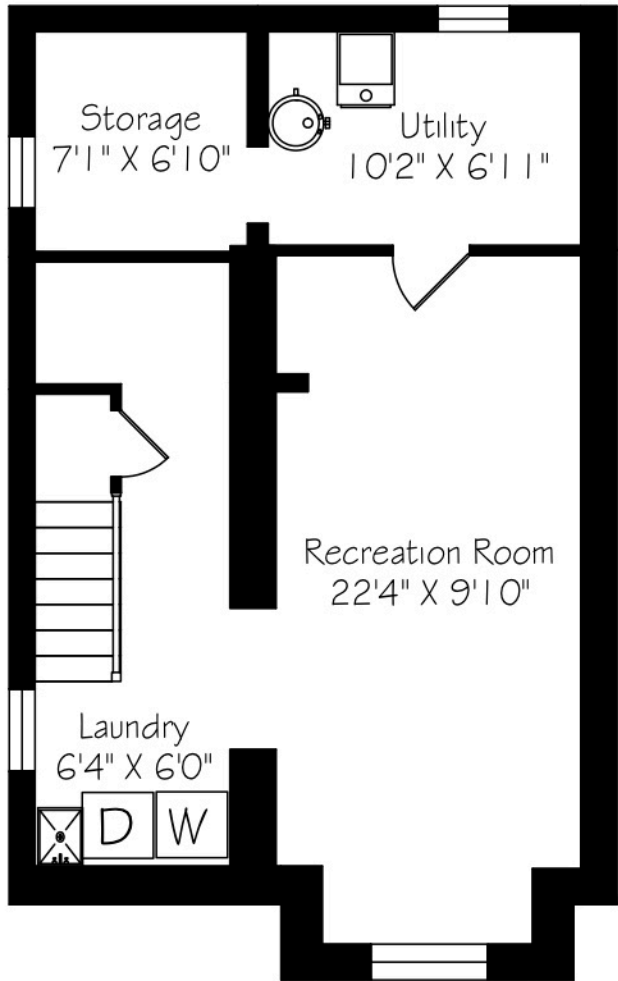 Storage
7'1" X 6'10"
Utility
10'2" X 6'11"
Recreation Room
22'4" X 9'10"
Laundry
6'4" X 6'0"
D
W